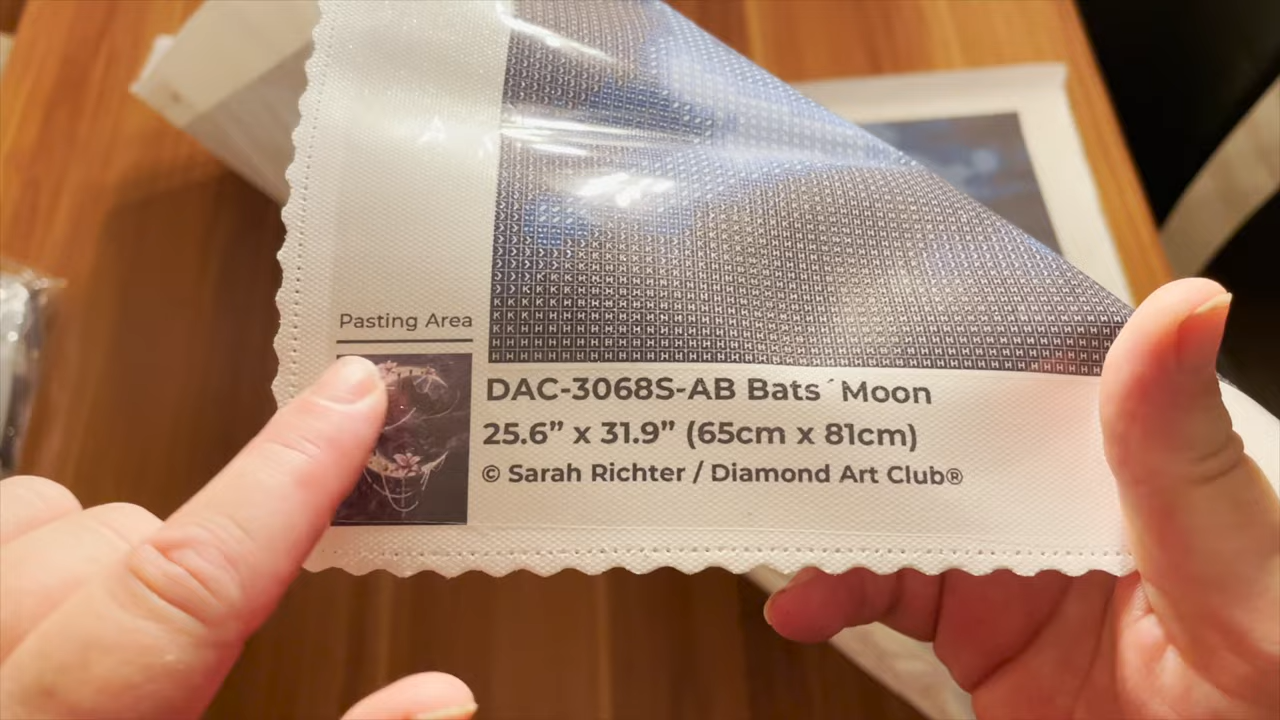 Pasting Area
DAC-3068S-AB Bats´Moon
25.6” x 31.9” (65cm x 81cm)
© Sarah Richter / Diamond Art Club®